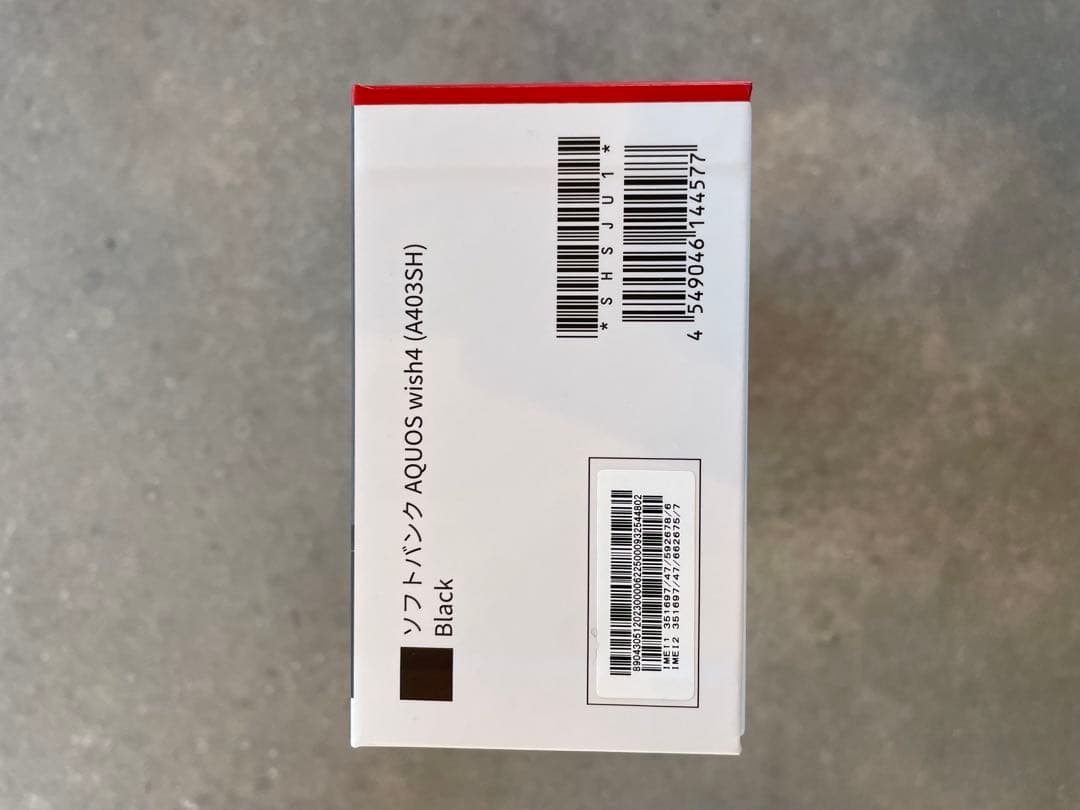 ソフトバンク AQUOS wish4 (A403SH)
Black
* S H S J U 1 *
4 549046 144577
89043051202300006225000932544802
IMEI1 351697/47/592678/6
IMEI2 351697/47/662675/7